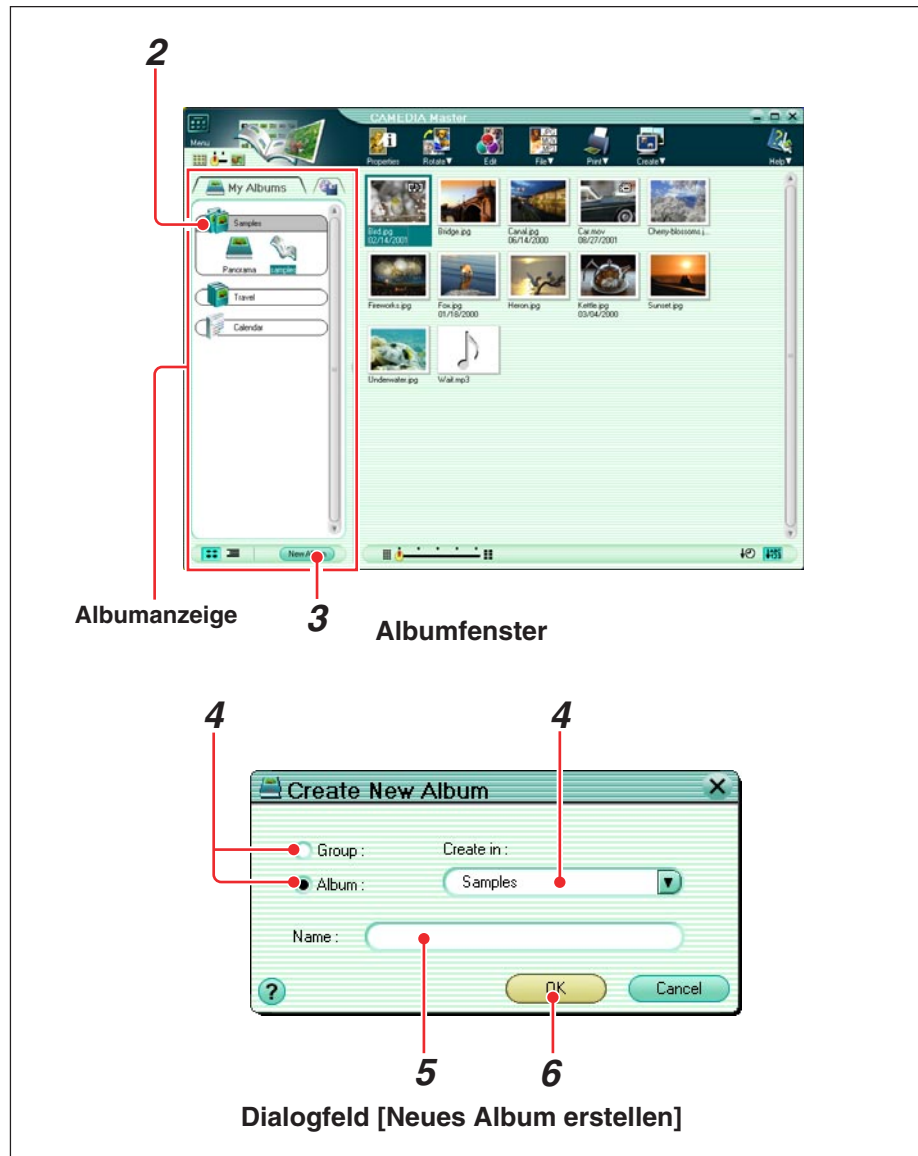 2
CAMEDIA Master
Menu
Properties Rotate▼ Edit File▼ Print▼ Create▼ Help▼
My Albums
Samples
Panorama samples
Travel
Calendar
Bird.jpg Bridge.jpg Canal.jpg Car.mov Cherry-blossoms.j...
02/14/2001 06/14/2000 08/27/2001
Fireworks.jpg Fox.jpg Heron.jpg Kettle.jpg Sunset.jpg
01/18/2000 03/04/2000
Underwater.jpg Wait.mp3
New
Albumanzeige 3 Albumfenster
4 4
Create New Album
Group : Create in :
Album : Samples
Name :
? OK Cancel
5 6
Dialogfeld [Neues Album erstellen]